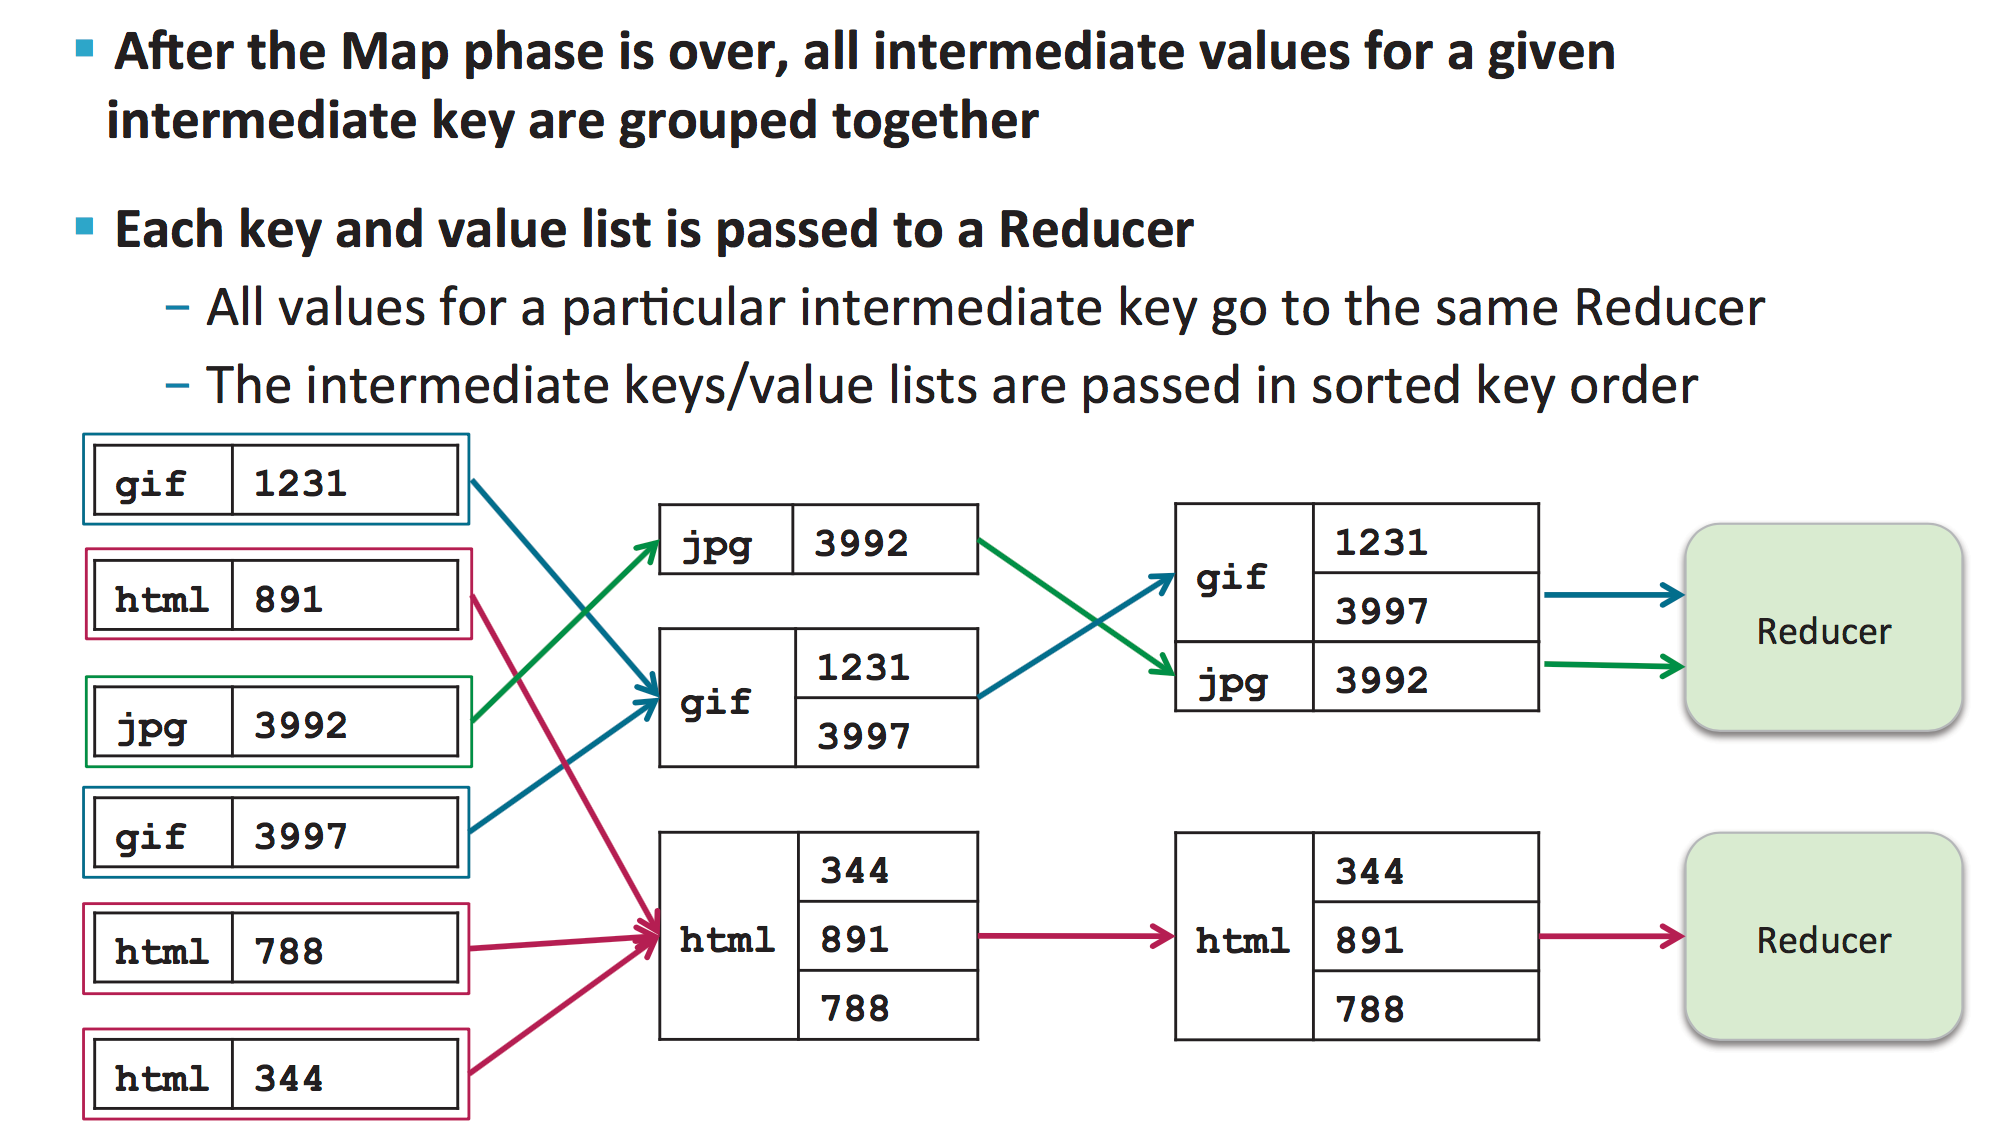 After the Map phase is over, all intermediate values for a given
intermediate key are grouped together
Each key and value list is passed to a Reducer
– All values for a particular intermediate key go to the same Reducer
– The intermediate keys/value lists are passed in sorted key order
gif 1231
html 891
jpg 3992
gif 3997
html 788
html 344
jpg 3992
gif 1231
3997
html 344
891
788
gif 1231
3997
jpg 3992
html 344
891
788
Reducer
Reducer